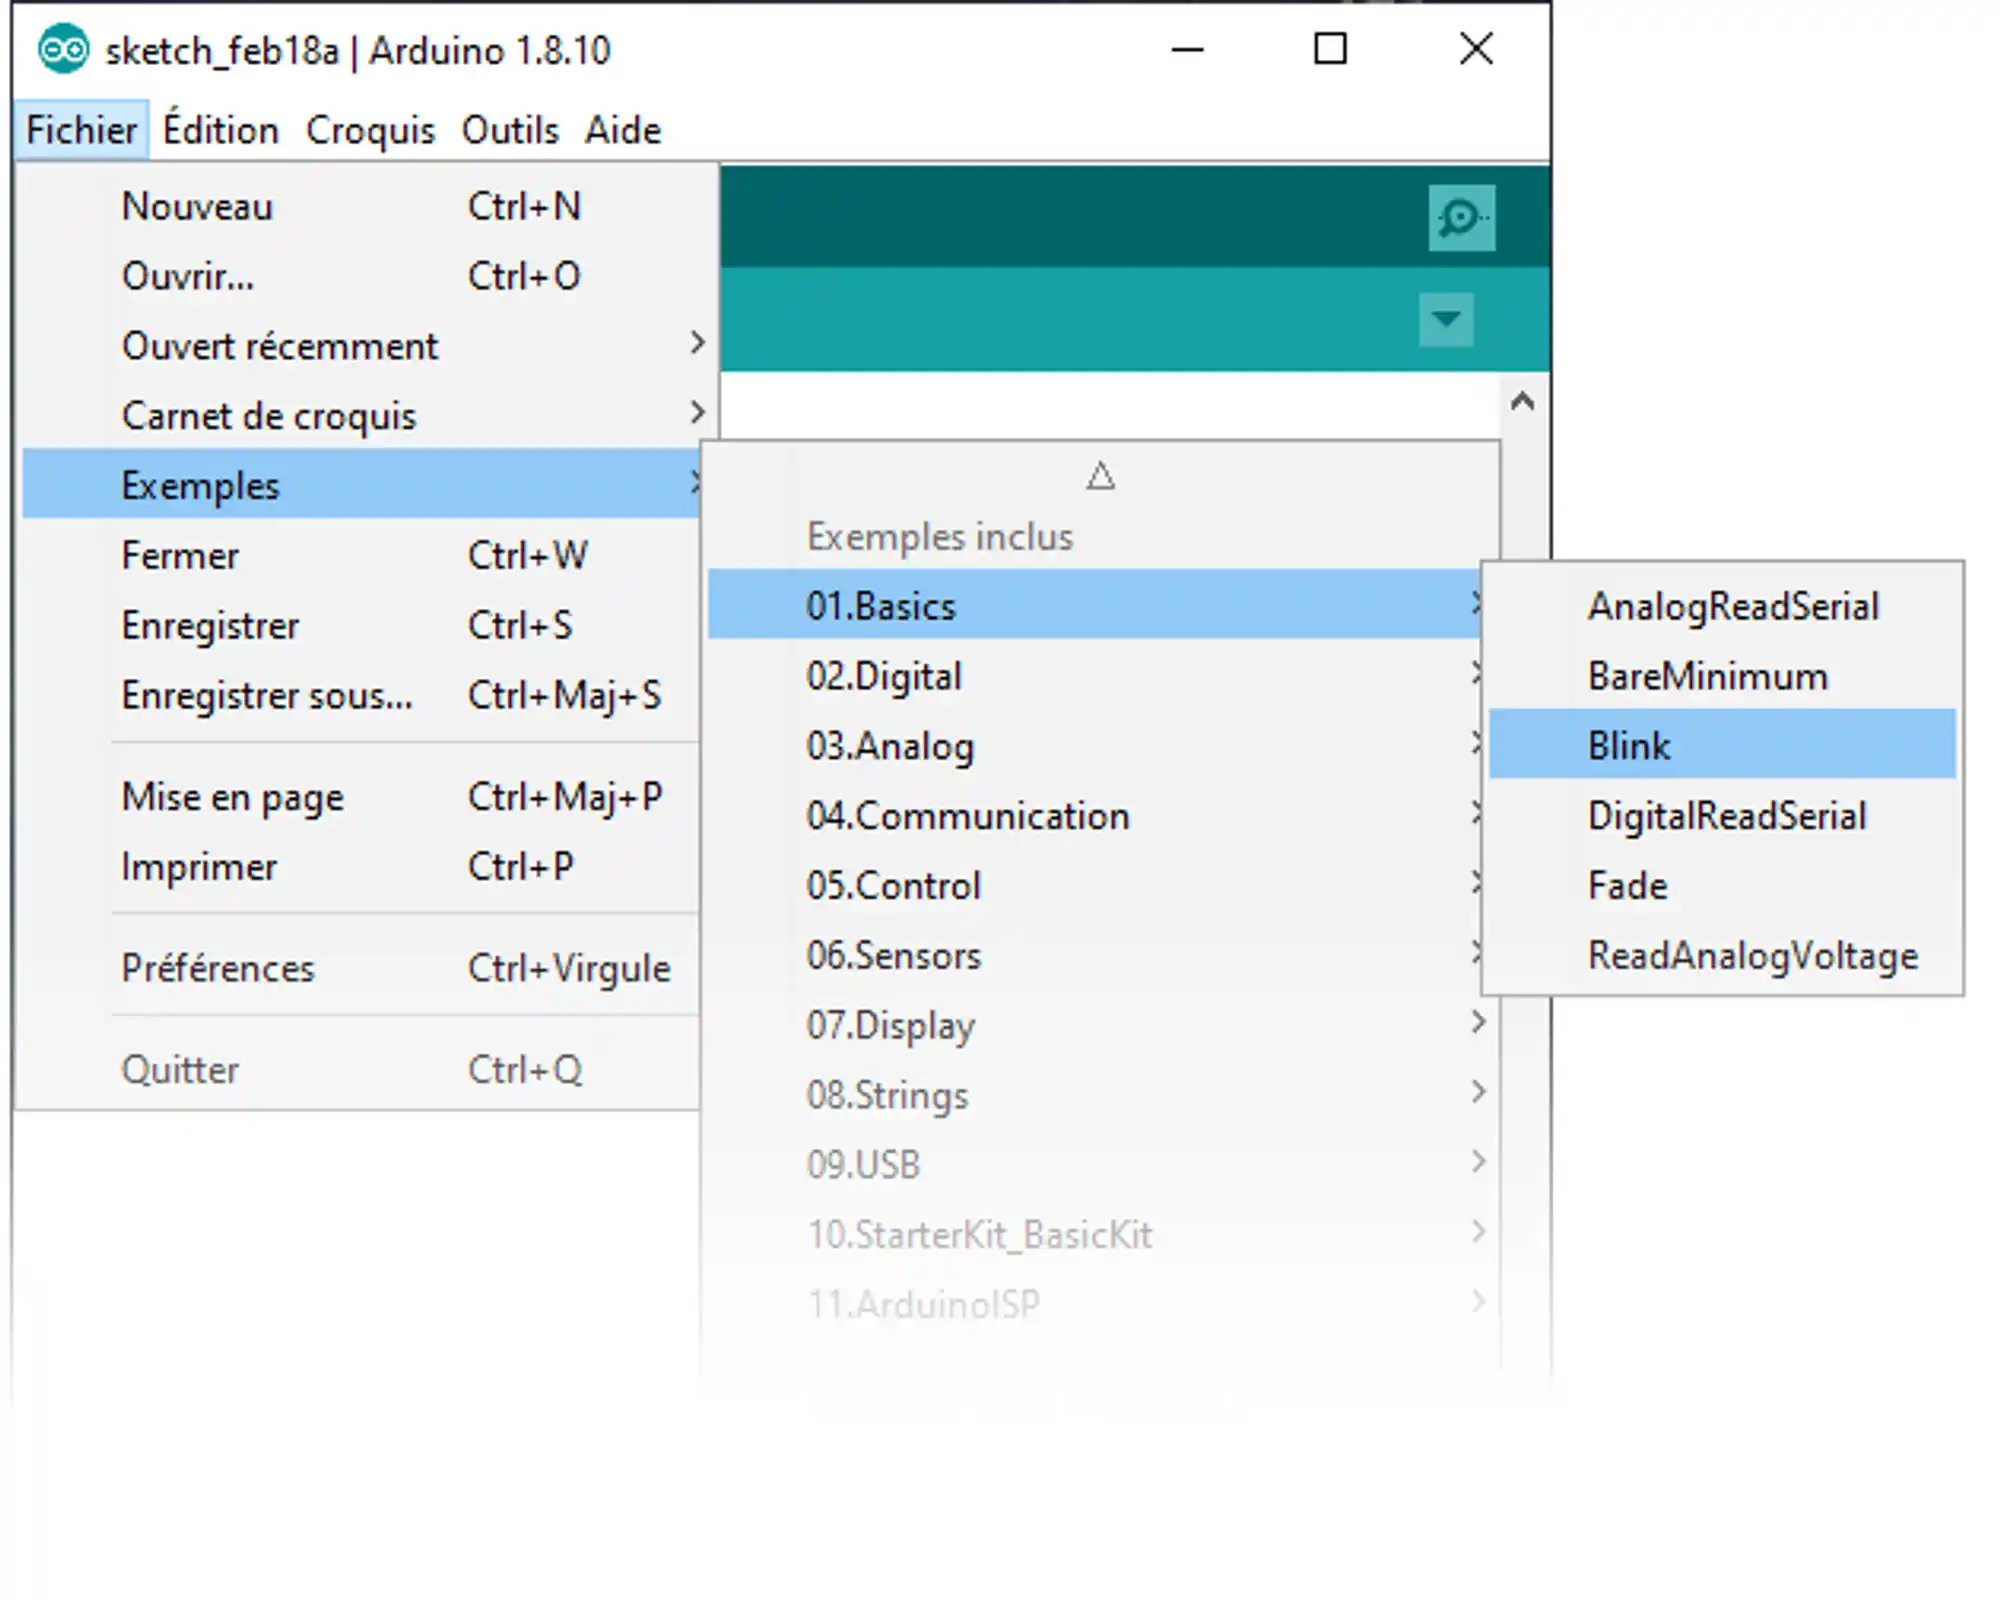 sketch_feb18a | Arduino 1.8.10
Fichier Édition Croquis Outils Aide
Nouveau Ctrl+N
Ouvrir... Ctrl+O
Ouvert récemment
Carnet de croquis
Exemples
Fermer Ctrl+W
Enregistrer Ctrl+S
Enregistrer sous... Ctrl+Maj+S
Mise en page Ctrl+Maj+P
Imprimer Ctrl+P
Préférences Ctrl+Virgule
Quitter Ctrl+Q
Exemples inclus
01.Basics
02.Digital
03.Analog
04.Communication
05.Control
06.Sensors
07.Display
08.Strings
09.USB
10.StarterKit_BasicKit
11.ArduinoISP
AnalogReadSerial
BareMinimum
Blink
DigitalReadSerial
Fade
ReadAnalogVoltage